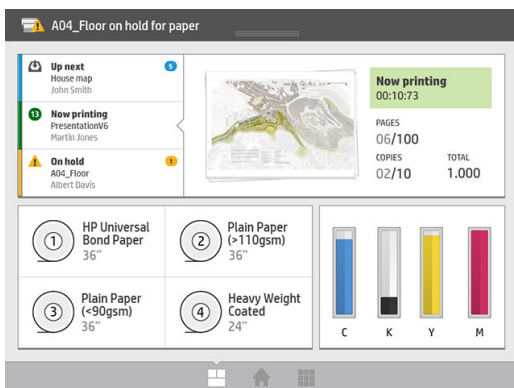 A04_Floor on hold for paper
Up next
5
House map
John Smith
13
Now printing
PresentationV6
Martin Jones
On hold
1
A04_Floor
Albert Davis
Now printing
00:10:73
PAGES
06/100
COPIES
TOTAL
02/10
1.000
1
HP Universal
Bond Paper
36"
2
Plain Paper
(>110gsm)
36"
3
Plain Paper
(<90gsm)
36"
4
Heavy Weight
Coated
24"
C
K
Y
M